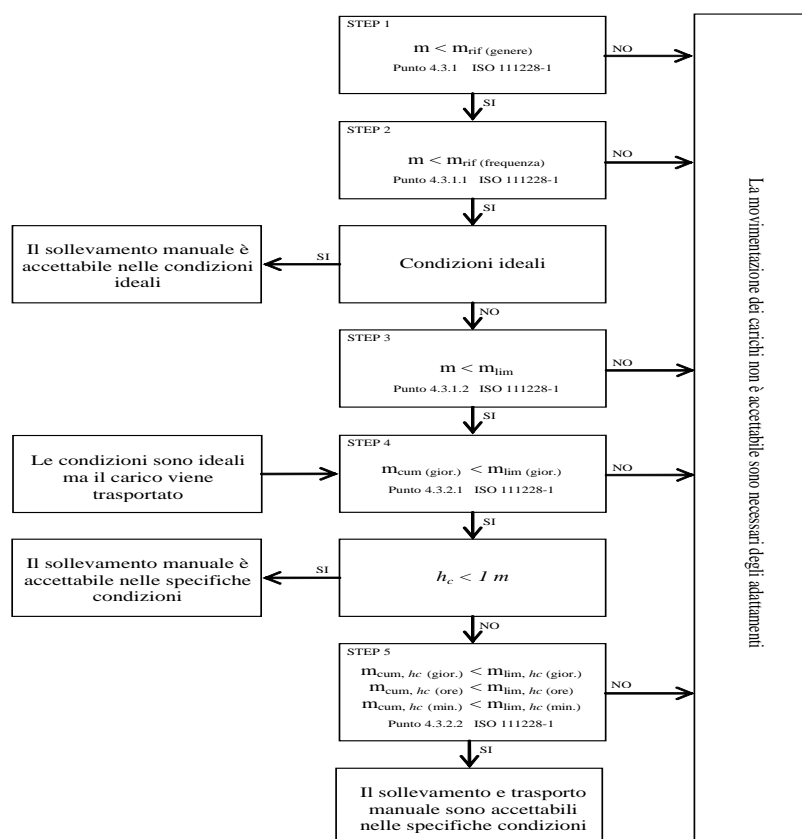 STEP 1
m < mrif (genere)
Punto 4.3.1 ISO 111228-1
NO
SI
STEP 2
m < mrif (frequenza)
Punto 4.3.1.1 ISO 111228-1
NO
SI
Il sollevamento manuale è
accettabile nelle condizioni
ideali
SI
Condizioni ideali
NO
STEP 3
m < mlim
Punto 4.3.1.2 ISO 111228-1
NO
SI
Le condizioni sono ideali
ma il carico viene
trasportato
STEP 4
mcum (gior.) < mlim (gior.)
Punto 4.3.2.1 ISO 111228-1
NO
SI
Il sollevamento manuale è
accettabile nelle specifiche
condizioni
SI
hc < 1 m
NO
STEP 5
mcum, hc (gior.) < mlim, hc (gior.)
mcum, hc (ore) < mlim, hc (ore)
mcum, hc (min.) < mlim, hc (min.)
Punto 4.3.2.2 ISO 111228-1
NO
SI
Il sollevamento e trasporto
manuale sono accettabili
nelle specifiche condizioni
La movimentazione dei carichi non è accettabile sono necessari degli adattamenti